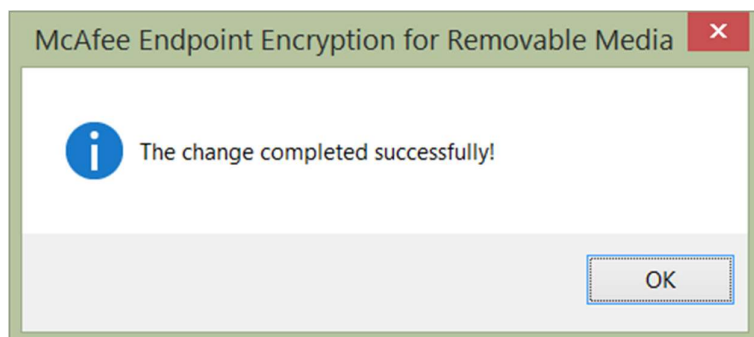 McAfee Endpoint Encryption for Removable Media
The change completed successfully!
OK